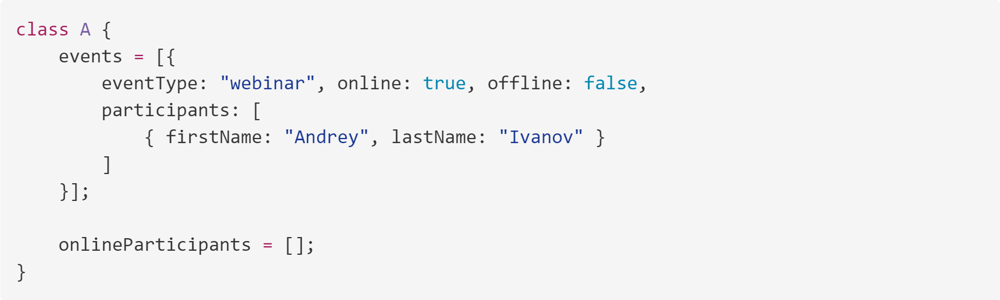 class A {
    events = [{
        eventType: "webinar", online: true, offline: false,
        participants: [
            { firstName: "Andrey", lastName: "Ivanov" }
        ]
    }];

    onlineParticipants = [];
}